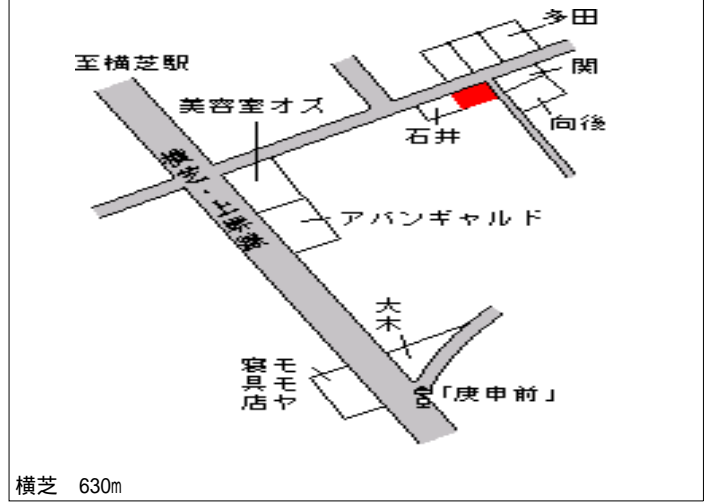 多田
至横芝駅
関
美容室オズ
向後
石井
アバンギャルド
大木
寝具店
モモヤ
「庚申前」
横芝 630m